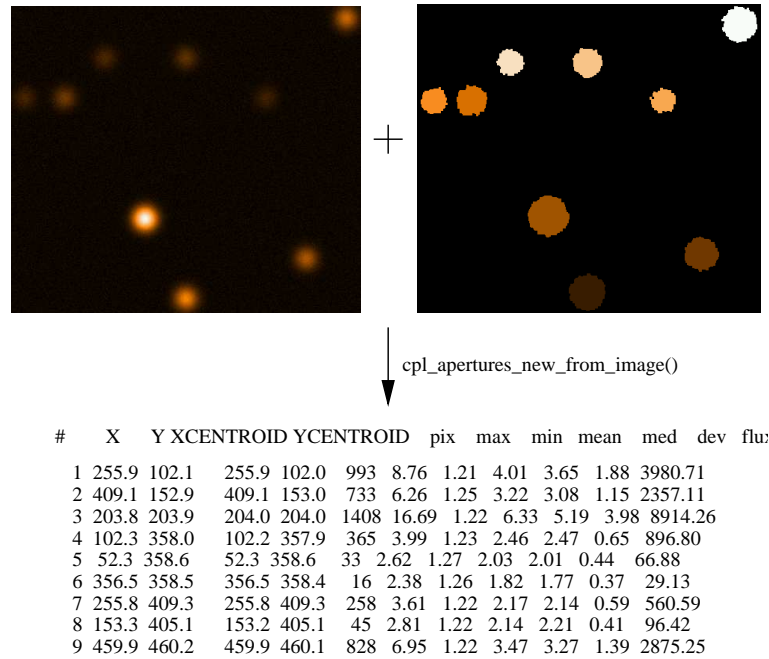 +
cpl_apertures_new_from_image()
# X Y XCENTROID YCENTROID pix max min mean med dev flux
1 255.9 102.1 255.9 102.0 993 8.76 1.21 4.01 3.65 1.88 3980.71
2 409.1 152.9 409.1 153.0 733 6.26 1.25 3.22 3.08 1.15 2357.11
3 203.8 203.9 204.0 204.0 1408 16.69 1.22 6.33 5.19 3.98 8914.26
4 102.3 358.0 102.2 357.9 365 3.99 1.23 2.46 2.47 0.65 896.80
5 52.3 358.6 52.3 358.6 33 2.62 1.27 2.03 2.01 0.44 66.88
6 356.5 358.5 356.5 358.4 16 2.38 1.26 1.82 1.77 0.37 29.13
7 255.8 409.3 255.8 409.3 258 3.61 1.22 2.17 2.14 0.59 560.59
8 153.3 405.1 153.2 405.1 45 2.81 1.22 2.14 2.21 0.41 96.42
9 459.9 460.2 459.9 460.1 828 6.95 1.22 3.47 3.27 1.39 2875.25